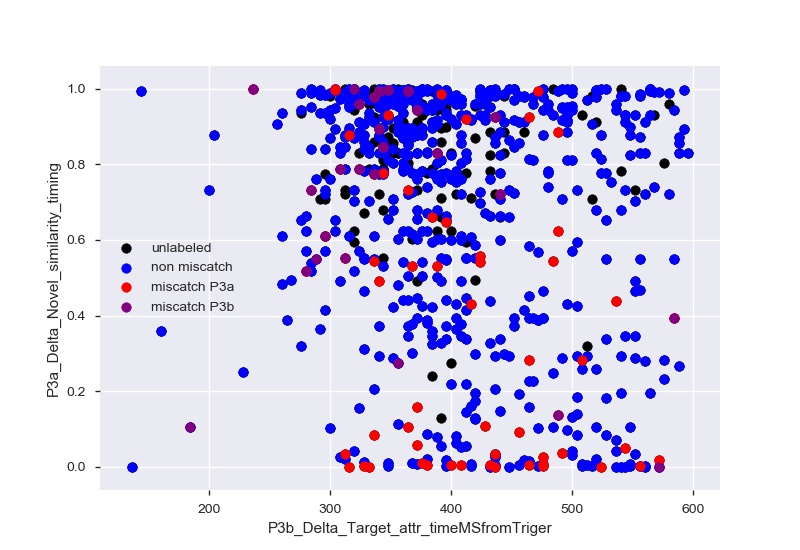 1.0
0.8
0.6
0.4
0.2
0.0
P3a_Delta_Novel_similarity_timing
unlabeled
non miscatch
miscatch P3a
miscatch P3b
200 300 400 500 600
P3b_Delta_Target_attr_timeMSfromTriger